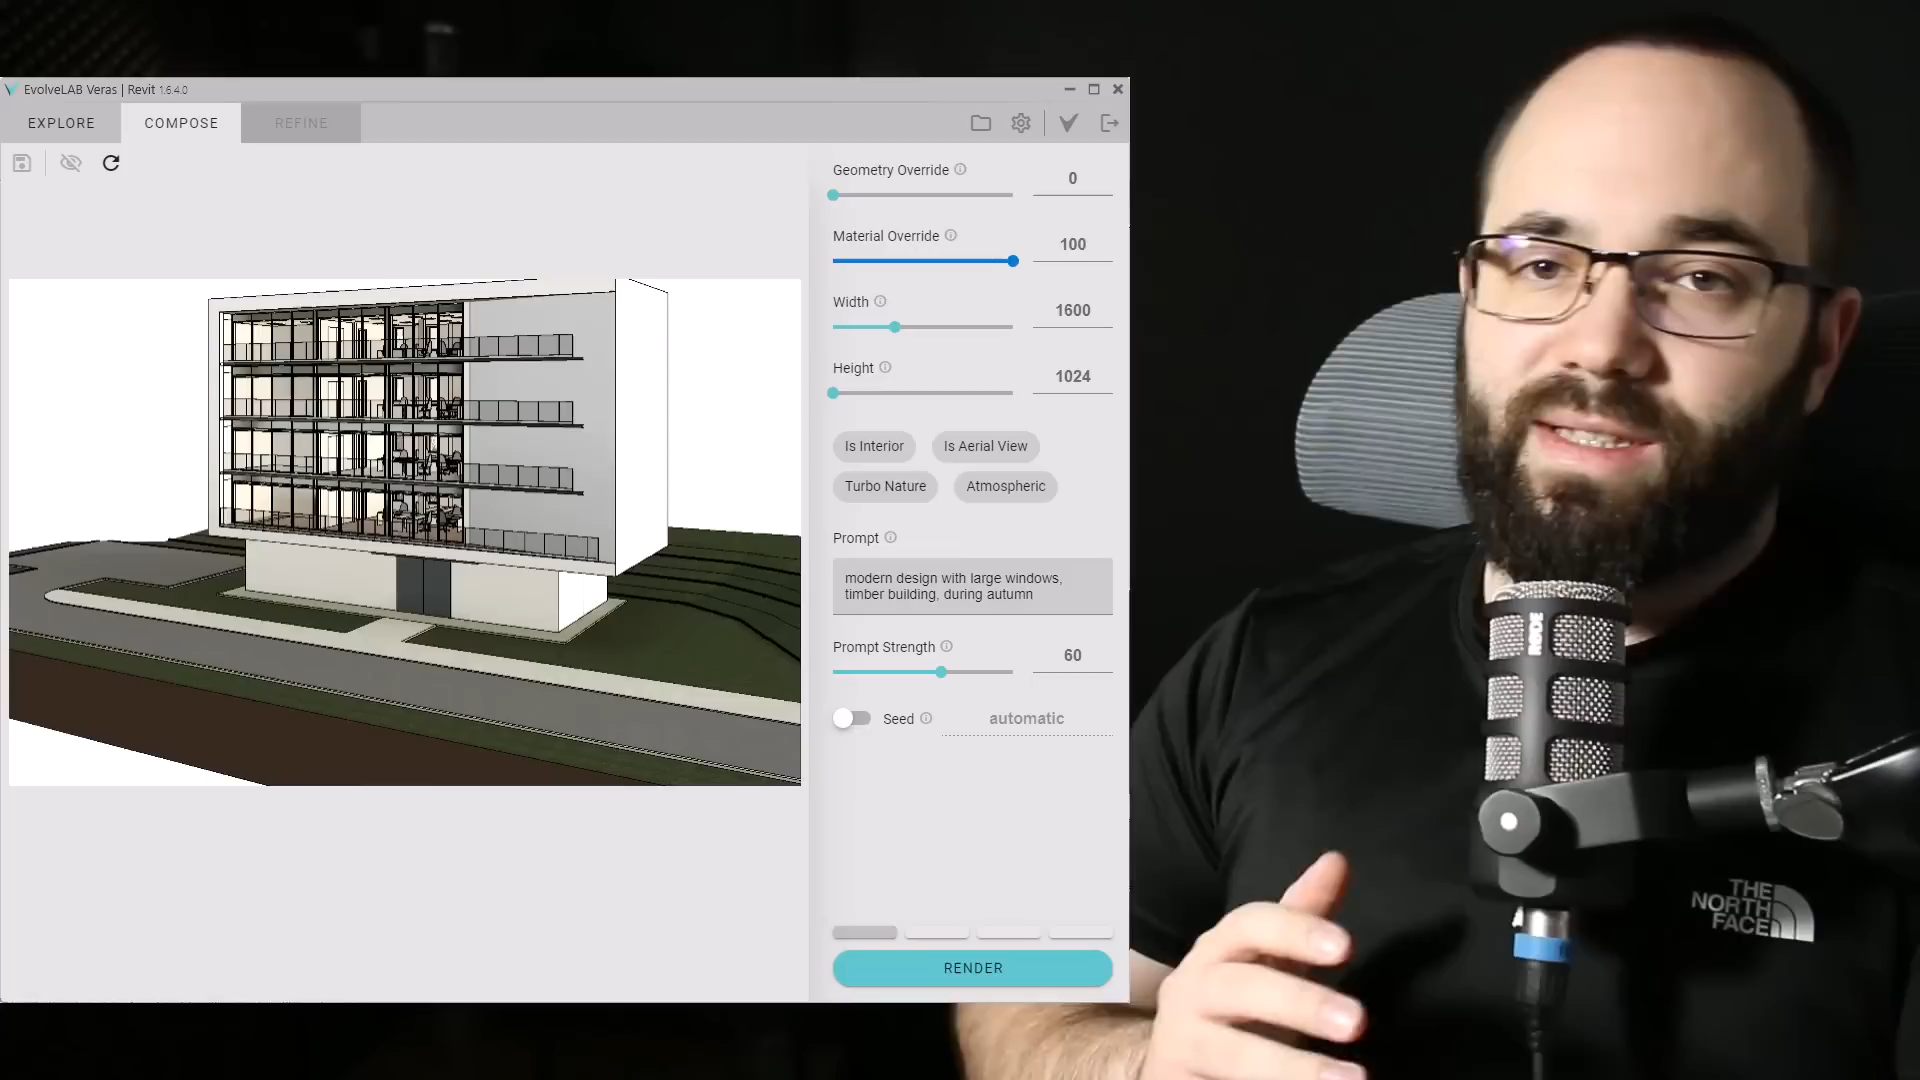 EvolveLAB Veras | Revit 1.6.4.0
EXPLORE
COMPOSE
REFINE
Geometry Override
0
Material Override
100
Width
1600
Height
1024
Is Interior
Is Aerial View
Turbo Nature
Atmospheric
Prompt
modern design with large windows,
timber building, during autumn
Prompt Strength
60
Seed
automatic
RENDER
RØDE
THE
NORTH
FACE